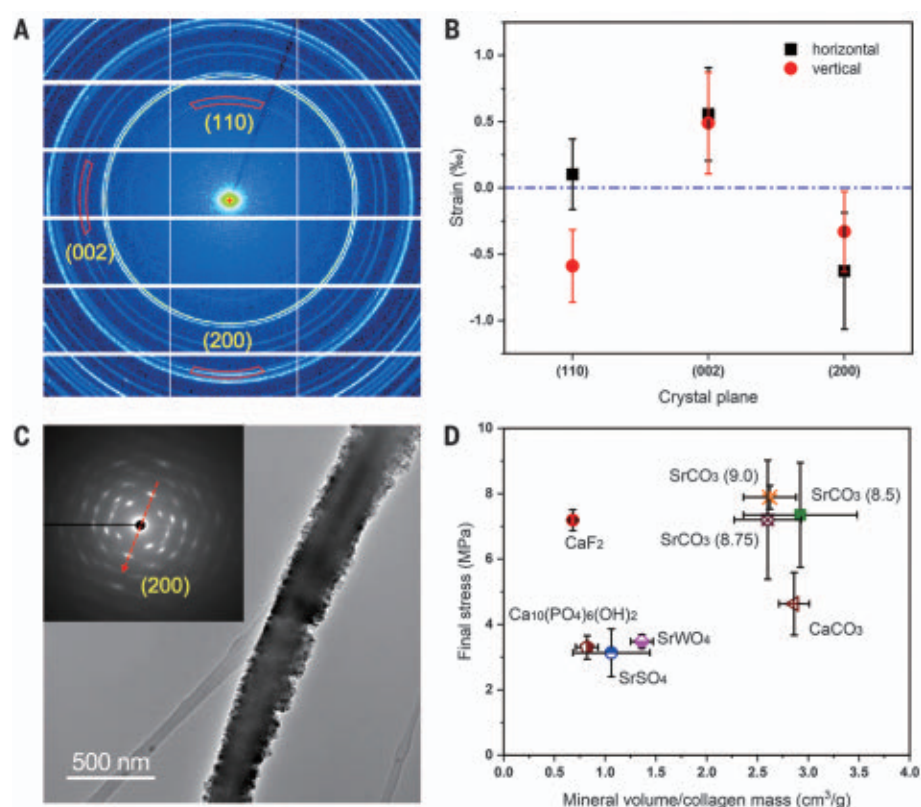 A
(110)
(002)
(200)
B
horizontal
vertical
1.0
0.5
0.0
-0.5
-1.0
Strain (‰)
(110)
(002)
(200)
Crystal plane
C
(200)
500 nm
D
10
8
6
4
2
0
Final stress (MPa)
SrCO3 (9.0)
SrCO3 (8.5)
SrCO3 (8.75)
CaF2
CaCO3
Ca10(PO4)6(OH)2
SrWO4
SrSO4
0.0 0.5 1.0 1.5 2.0 2.5 3.0 3.5 4.0
Mineral volume/collagen mass (cm3/g)